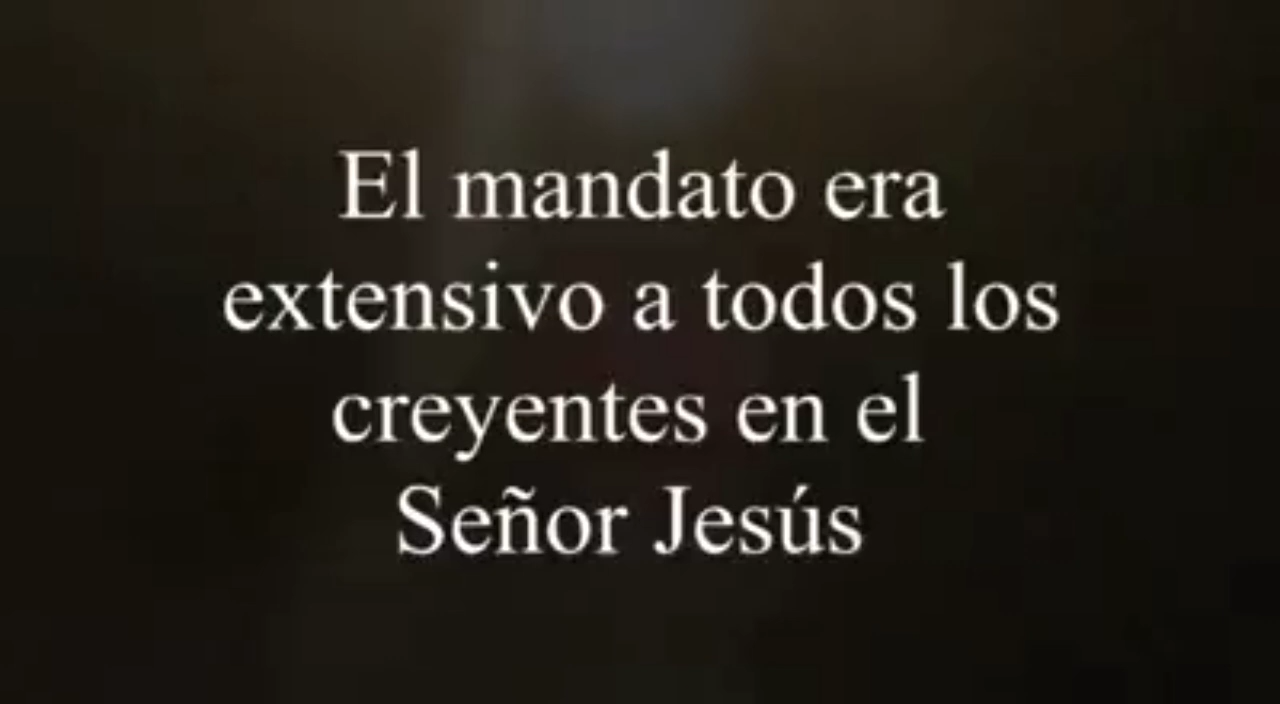 El mandato era
extensivo a todos los
creyentes en el
Señor Jesús